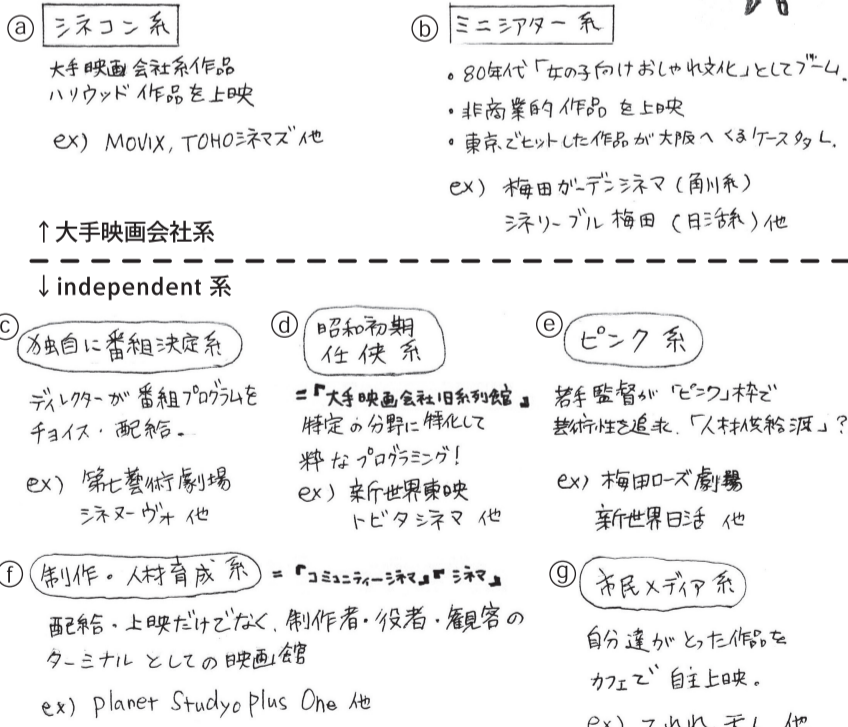 ⓐ シネコン系
大手映画会社系作品
ハリウッド作品を上映
ex) MOVIX, TOHOシネマズ 他
ⓑ ミニシアター系
・80年代「女の子向けおしゃれ文化」としてブーム.
・非商業的作品を上映
・東京でヒットした作品が大阪へくるケース多し.
ex) 梅田ガーデンシネマ (角川系)
シネリーブル梅田 (日活系) 他
↑大手映画会社系
↓independent 系
ⓒ 独自に番組決定系
ディレクターが番組プログラムを
チョイス・配給。
ex) 第七藝術劇場
シネヌーヴォ 他
ⓓ 昭和初期
任侠系
=『大手映画会社旧系列館』
特定の分野に特化して
粋なプログラミング!
ex) 新世界東映
トビタシネマ 他
ⓔ ピンク系
若手監督が「ピンク」枠で
芸術性を追求.「人材供給源」?
ex) 梅田ローズ劇場
新世界日活 他
ⓕ 制作・人材育成系 =『コミュニティーシネマ』『シネマ』
配給・上映だけでなく、制作者・役者・観客の
ターミナルとしての映画館
ex) planet Studyo Plus One 他
ⓖ 市民メディア系
自分達がとった作品を
カフェで自主上映。
ex) 他